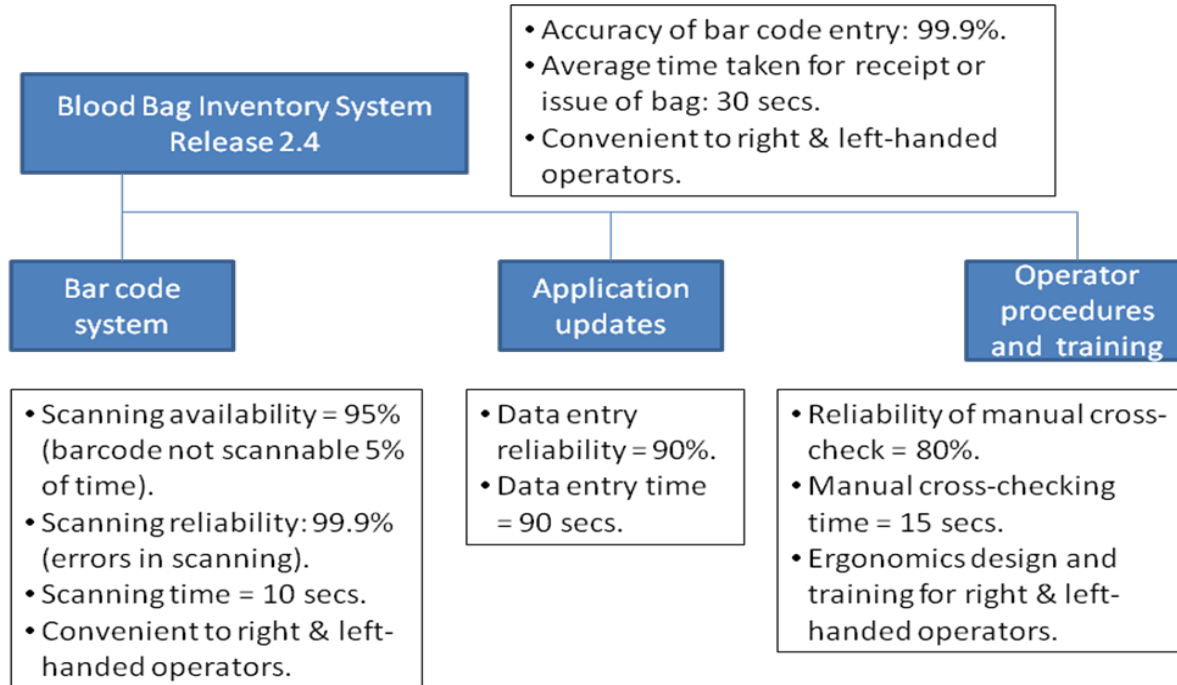 Blood Bag Inventory System
Release 2.4
• Accuracy of bar code entry: 99.9%.
• Average time taken for receipt or
issue of bag: 30 secs.
• Convenient to right & left-handed
operators.
Bar code
system
Application
updates
Operator
procedures
and training
• Scanning availability = 95%
(barcode not scannable 5%
of time).
• Scanning reliability: 99.9%
(errors in scanning).
• Scanning time = 10 secs.
• Convenient to right & left-
handed operators.
• Data entry
reliability = 90%.
• Data entry time
= 90 secs.
• Reliability of manual cross-
check = 80%.
• Manual cross-checking
time = 15 secs.
• Ergonomics design and
training for right & left-
handed operators.